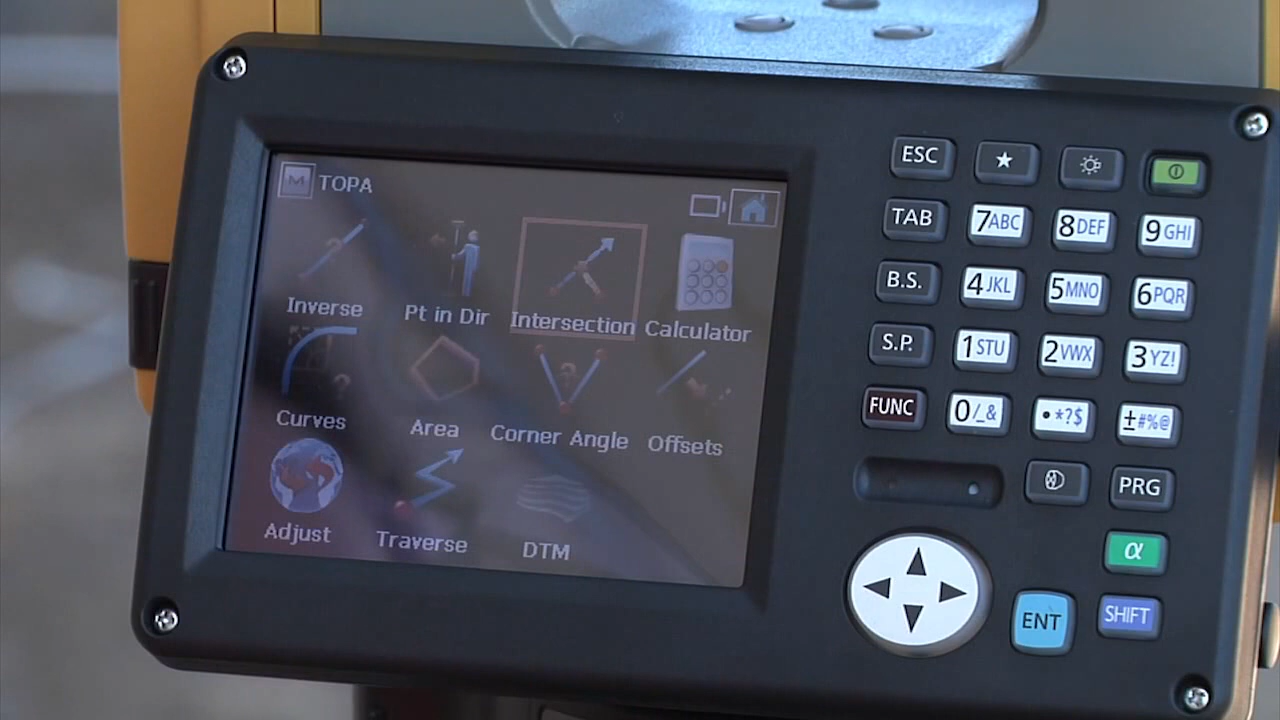 M TOPA
Inverse
Pt in Dir
Intersection
Calculator
Curves
Area
Corner Angle
Offsets
Adjust
Traverse
DTM
ESC ★
TAB 7ABC 8DEF 9GHI
B.S. 4JKL 5MNO 6PQR
S.P. 1STU 2VWX 3YZ!
FUNC 0/_& •*?$ ±#%@
PRG
α
ENT SHIFT